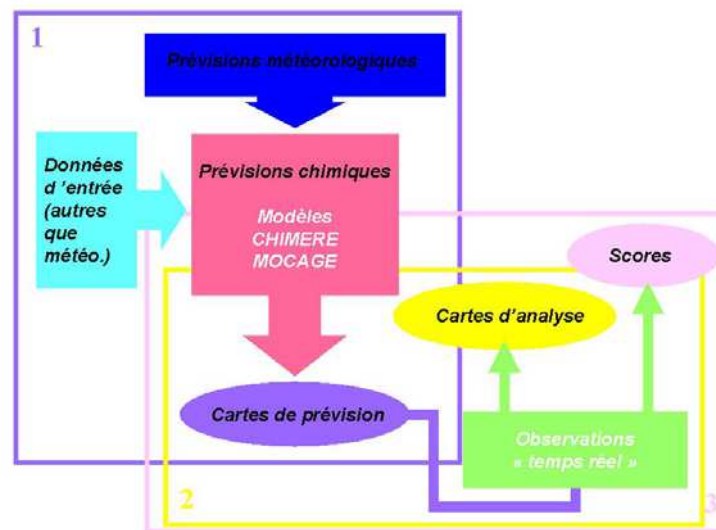 1
Prévisions météorologiques
Données
d 'entrée
(autres
que
météo.)
Prévisions chimiques
Modèles
CHIMERE
MOCAGE
Scores
Cartes d'analyse
Cartes de prévision
Observations
« temps réel »
2
3